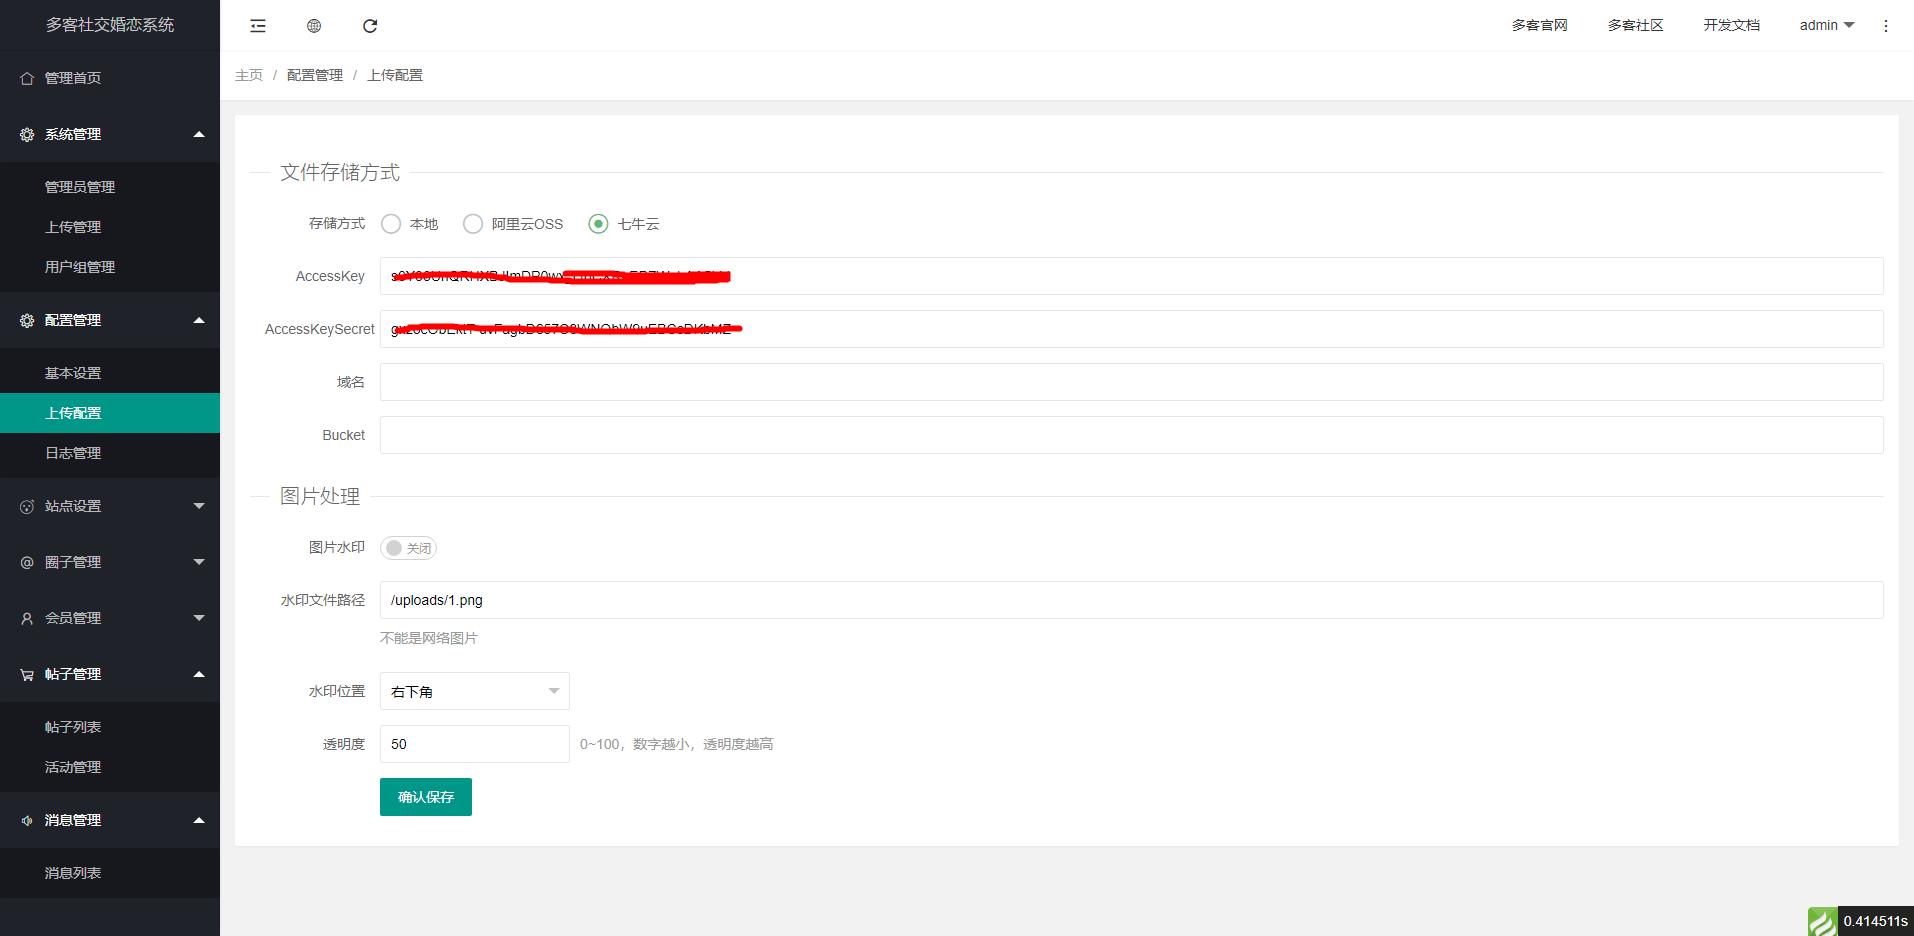 多客社交婚恋系统
多客官网 多客社区 开发文档 admin
管理首页
系统管理
管理员管理
上传管理
用户组管理
配置管理
基本设置
上传配置
日志管理
站点设置
圈子管理
会员管理
帖子管理
帖子列表
活动管理
消息管理
消息列表
主页 / 配置管理 / 上传配置
文件存储方式
存储方式 本地 阿里云OSS 七牛云
AccessKey
AccessKeySecret
域名
Bucket
图片处理
图片水印 关闭
水印文件路径 /uploads/1.png
不能是网络图片
水印位置 右下角
透明度 50 0~100，数字越小，透明度越高
确认保存
0.414511s